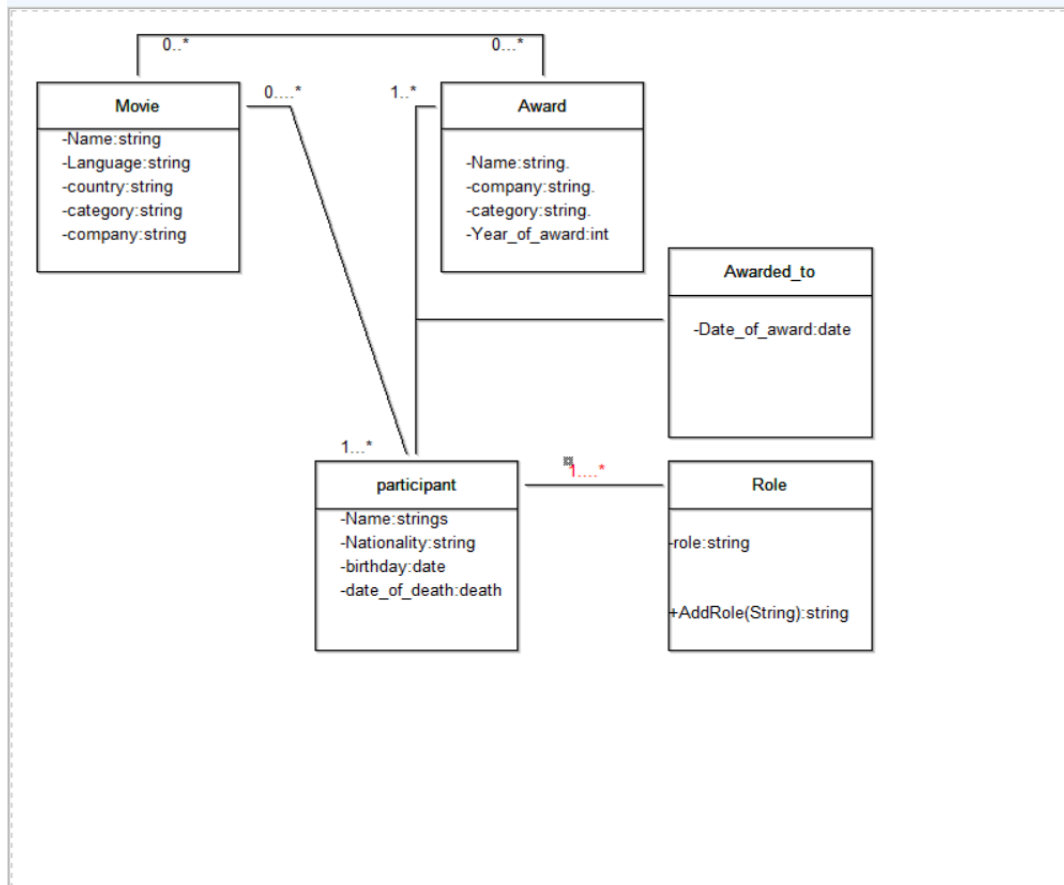 0..*
0...*
Movie
-Name:string
-Language:string
-country:string
-category:string
-company:string
0....*
1..*
Award
-Name:string.
-company:string.
-category:string.
-Year_of_award:int
Awarded_to
-Date_of_award:date
1...*
participant
-Name:strings
-Nationality:string
-birthday:date
-date_of_death:death
1....*
Role
-role:string
+AddRole(String):string